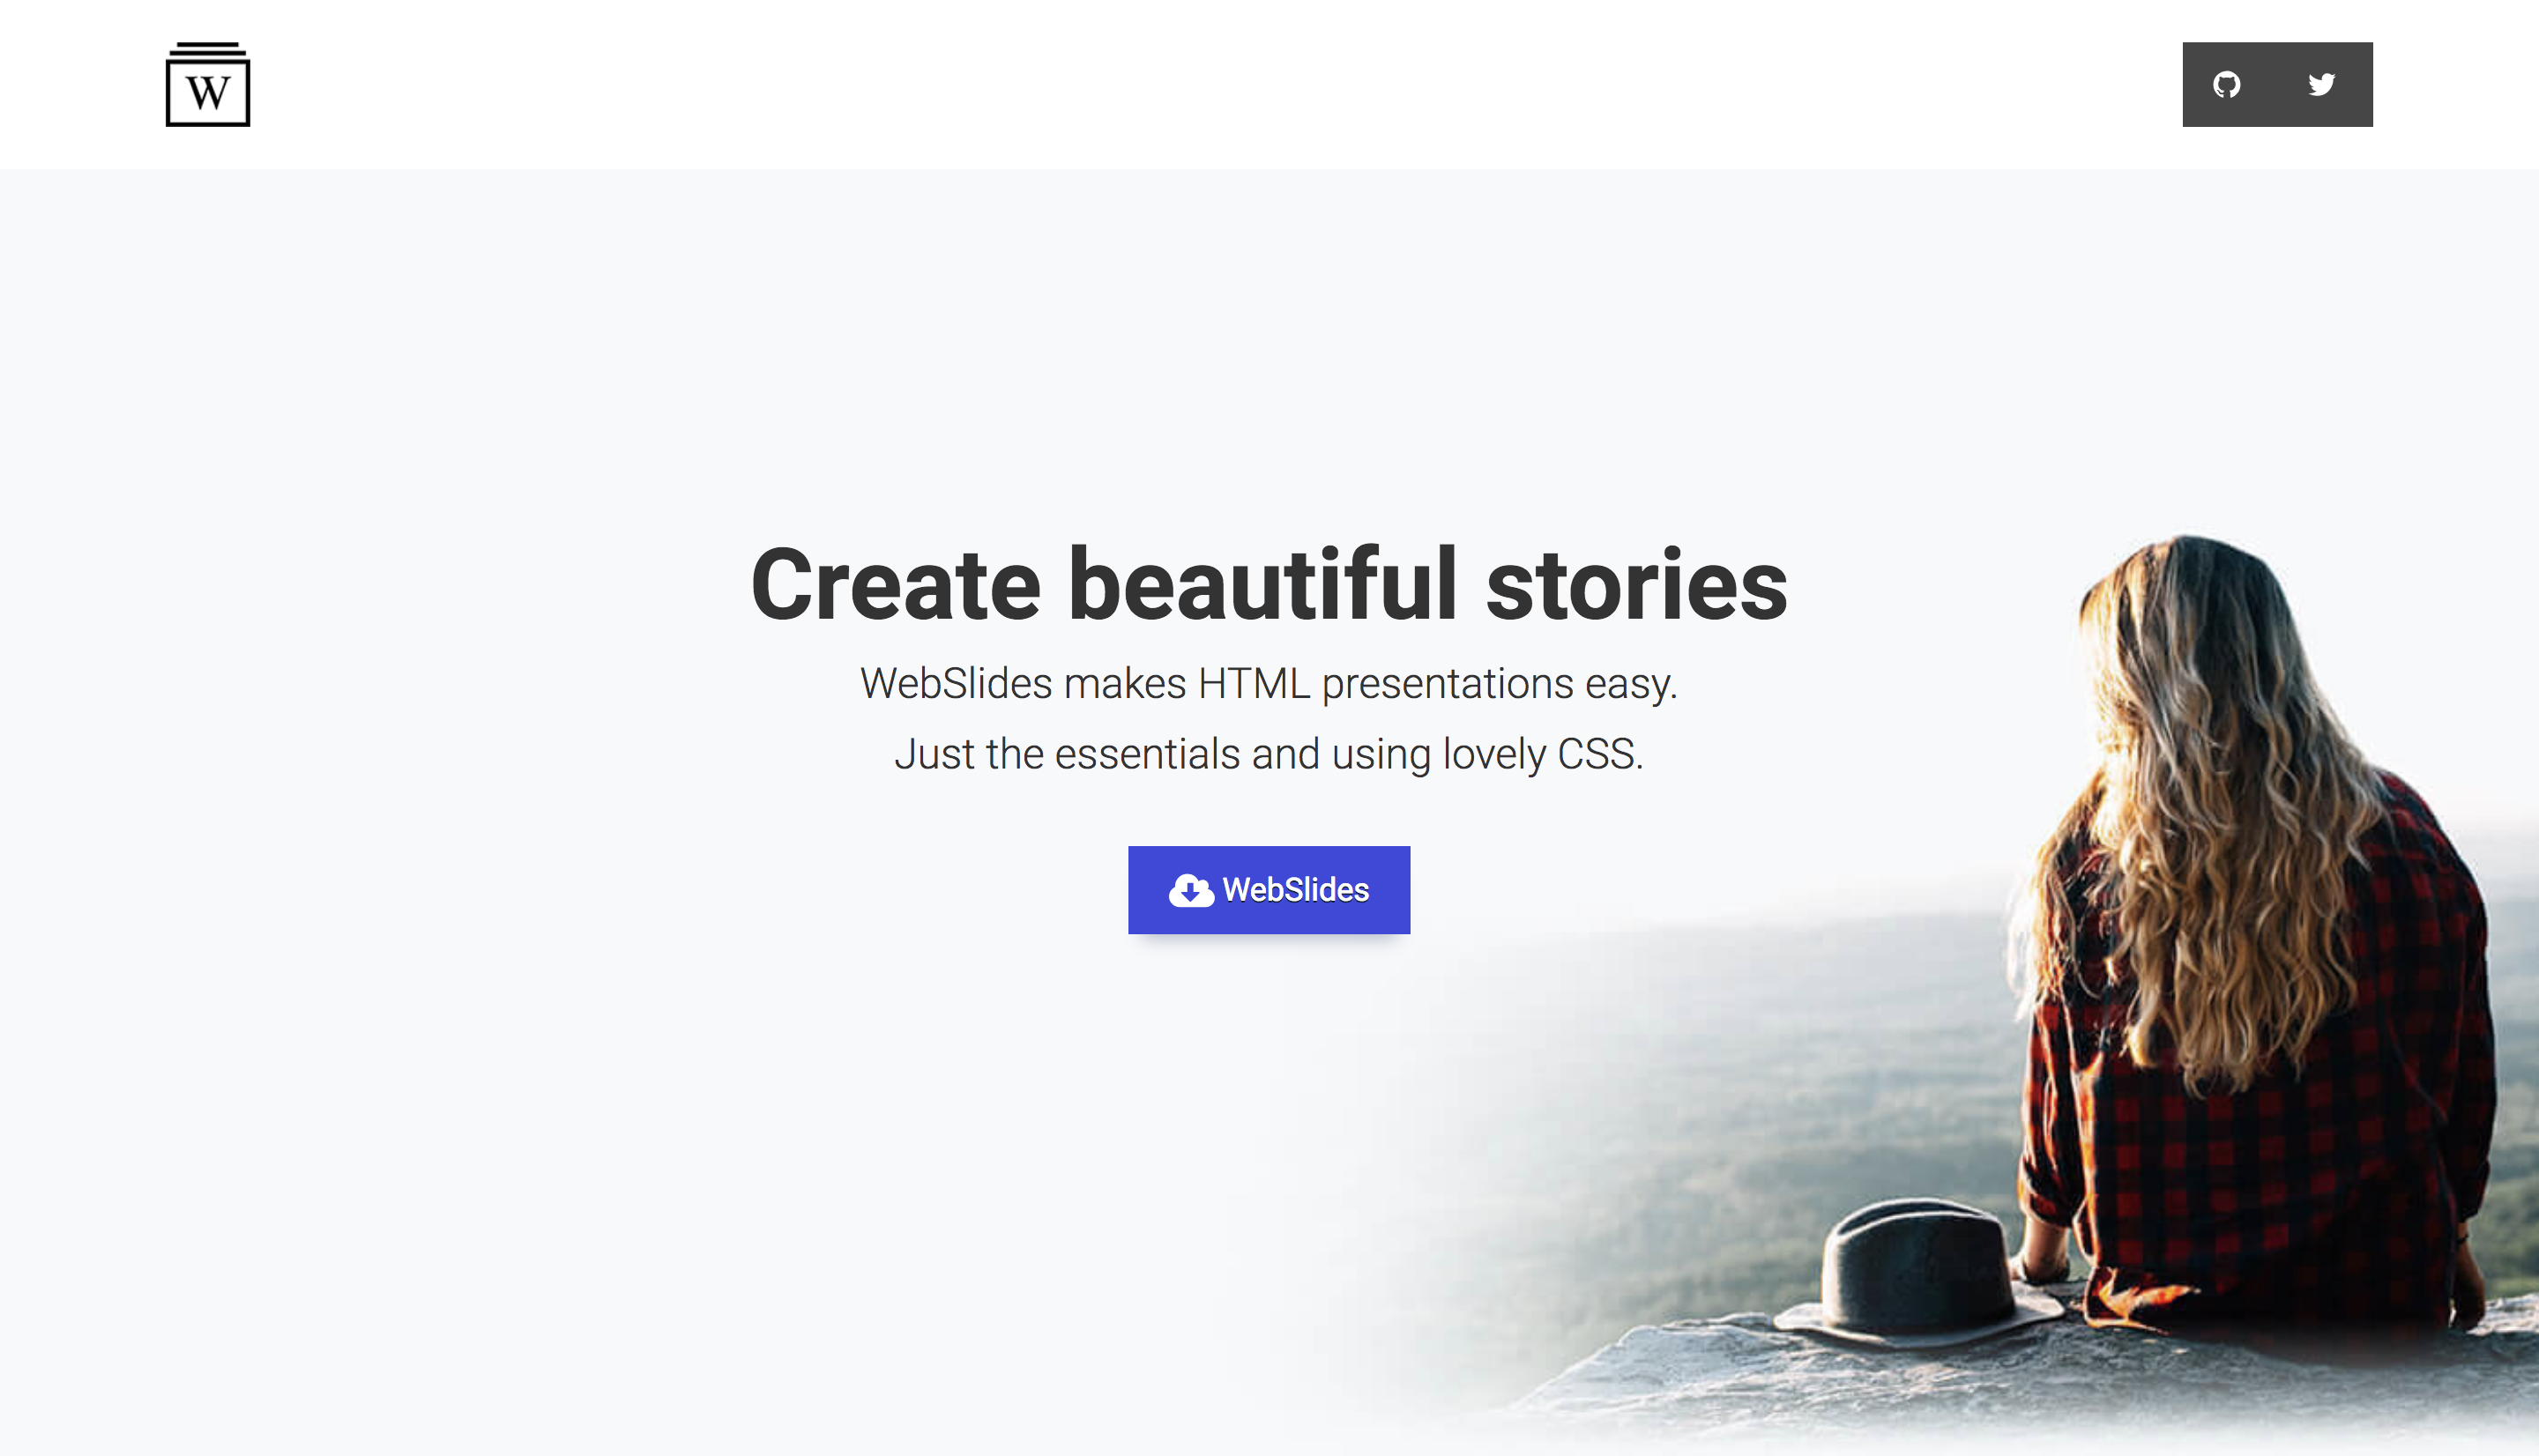 W
Create beautiful stories
WebSlides makes HTML presentations easy.
Just the essentials and using lovely CSS.
WebSlides